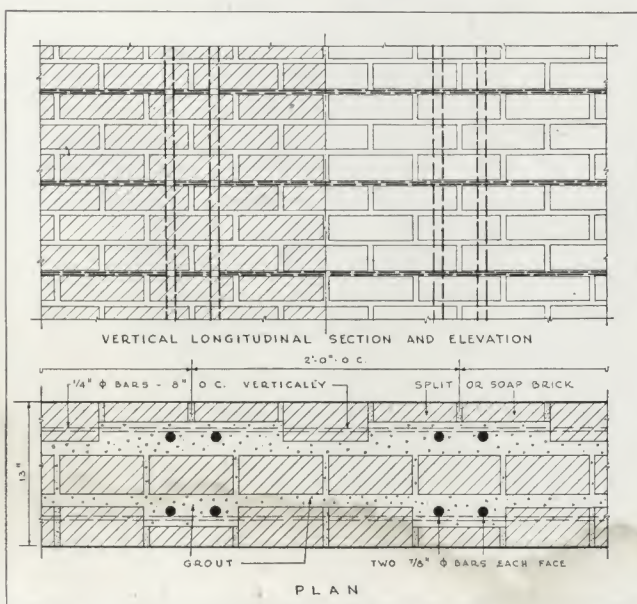 VERTICAL LONGITUDINAL SECTION AND ELEVATION
2'-0"-O C.
1/4" φ BARS - 8" O C. VERTICALLY
SPLIT OR SOAP BRICK
13"
GROUT
TWO 7/8" φ BARS EACH FACE
PLAN